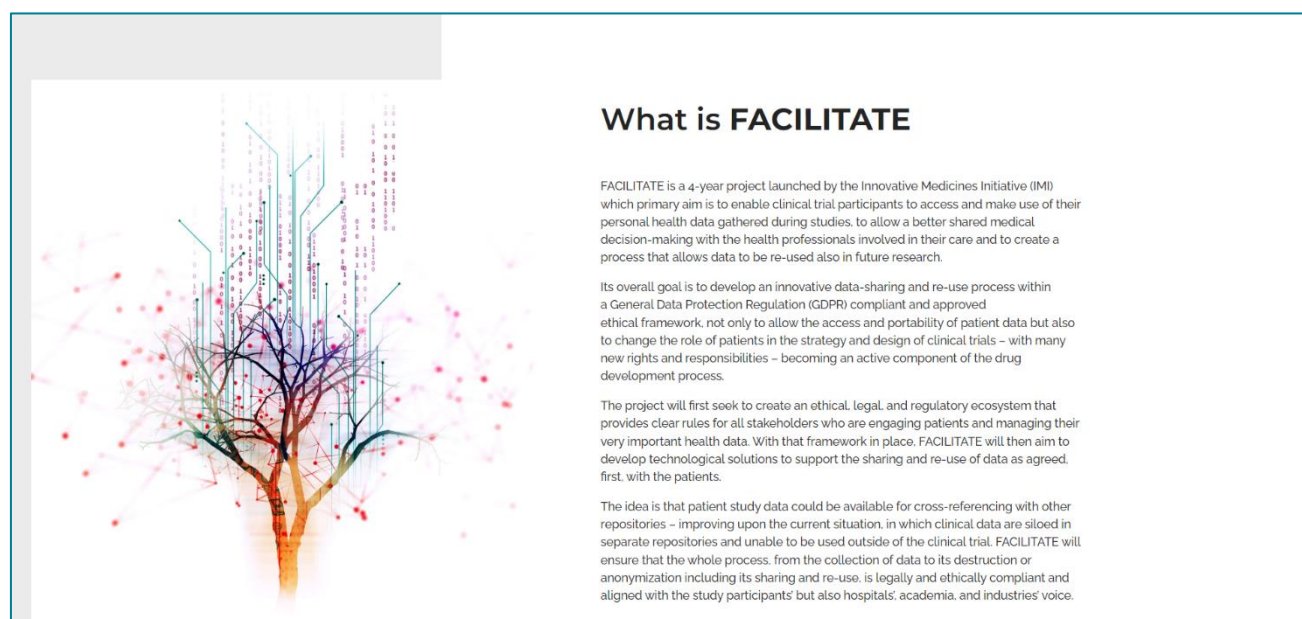 What is FACILITATE
FACILITATE is a 4-year project launched by the Innovative Medicines Initiative (IMI)
which primary aim is to enable clinical trial participants to access and make use of their
personal health data gathered during studies, to allow a better shared medical
decision-making with the health professionals involved in their care and to create a
process that allows data to be re-used also in future research.
Its overall goal is to develop an innovative data-sharing and re-use process within
a General Data Protection Regulation (GDPR) compliant and approved
ethical framework, not only to allow the access and portability of patient data but also
to change the role of patients in the strategy and design of clinical trials – with many
new rights and responsibilities – becoming an active component of the drug
development process.
The project will first seek to create an ethical, legal, and regulatory ecosystem that
provides clear rules for all stakeholders who are engaging patients and managing their
very important health data. With that framework in place, FACILITATE will then aim to
develop technological solutions to support the sharing and re-use of data as agreed,
first, with the patients.
The idea is that patient study data could be available for cross-referencing with other
repositories – improving upon the current situation, in which clinical data are siloed in
separate repositories and unable to be used outside of the clinical trial. FACILITATE will
ensure that the whole process, from the collection of data to its destruction or
anonymization including its sharing and re-use, is legally and ethically compliant and
aligned with the study participants' but also hospitals', academia, and industries' voice.